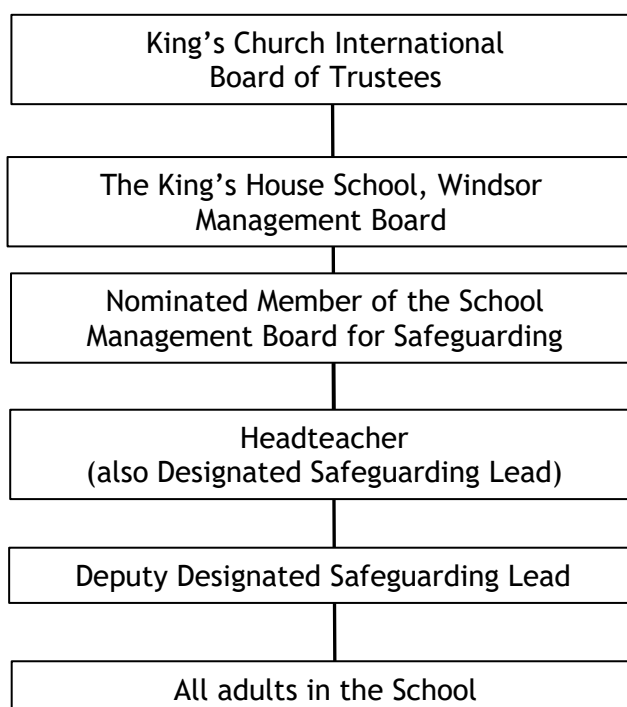 King’s Church International
Board of Trustees
The King’s House School, Windsor
Management Board
Nominated Member of the School
Management Board for Safeguarding
Headteacher
(also Designated Safeguarding Lead)
Deputy Designated Safeguarding Lead
All adults in the School